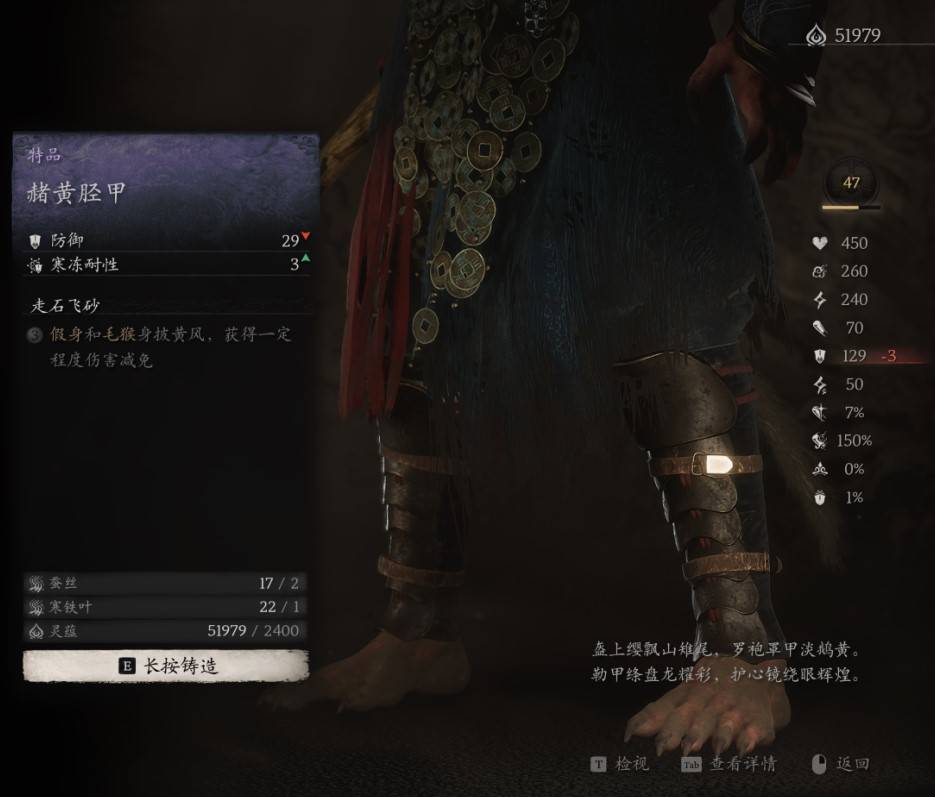 51979
特品
赭黄胫甲
防御 29
寒冻耐性 3
走石飞砂
3 假身和毛猴身披黄风，获得一定
程度伤害减免
蚕丝 17 / 2
寒铁叶 22 / 1
灵蕴 51979 / 2400
E 长按铸造
47
450
260
240
70
129 -3
50
7%
150%
0%
1%
盔上缨飘山雉尾，罗袍罩甲淡鹅黄。
勒甲绦盘龙耀彩，护心镜绕眼辉煌。
T 检视 Tab 查看详情 返回